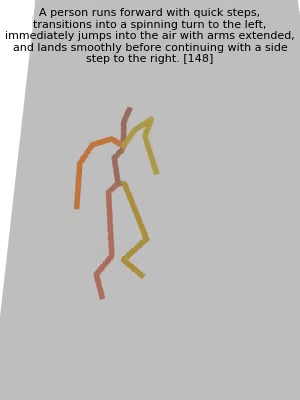 A person runs forward with quick steps,
transitions into a spinning turn to the left,
immediately jumps into the air with arms extended,
and lands smoothly before continuing with a side
step to the right. [148]